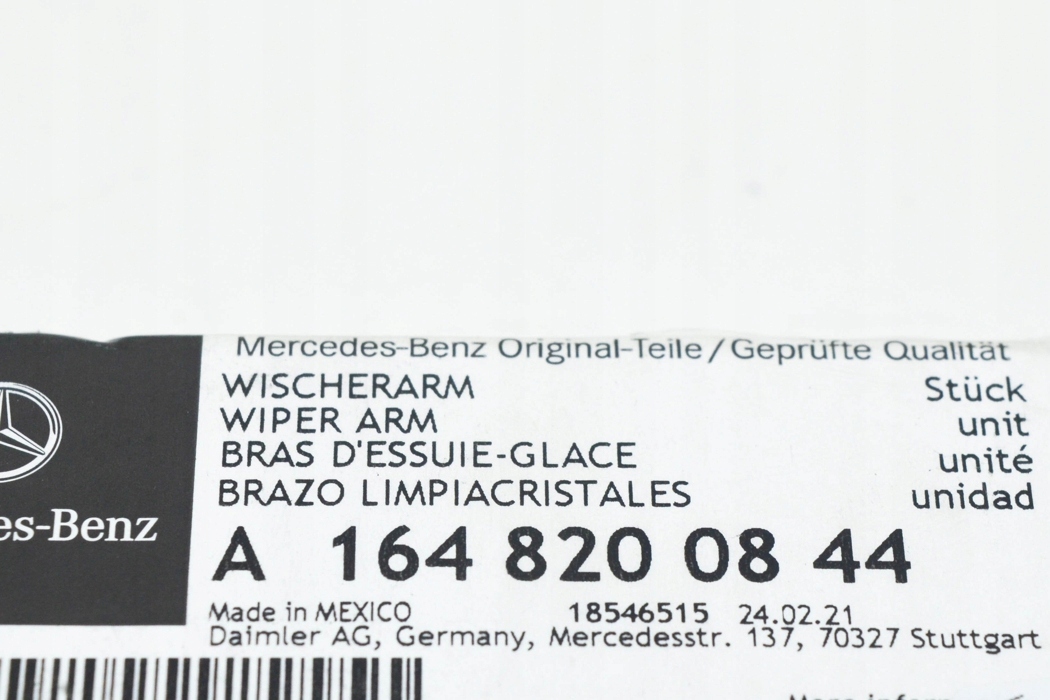 Mercedes-Benz Original-Teile/Geprüfte Qualität
WISCHERARM Stück
WIPER ARM unit
BRAS D'ESSUIE-GLACE unité
BRAZO LIMPIACRISTALES unidad
es-Benz
A 164 820 08 44
Made in MEXICO 18546515 24.02.21
Daimler AG, Germany, Mercedesstr. 137, 70327 Stuttgart